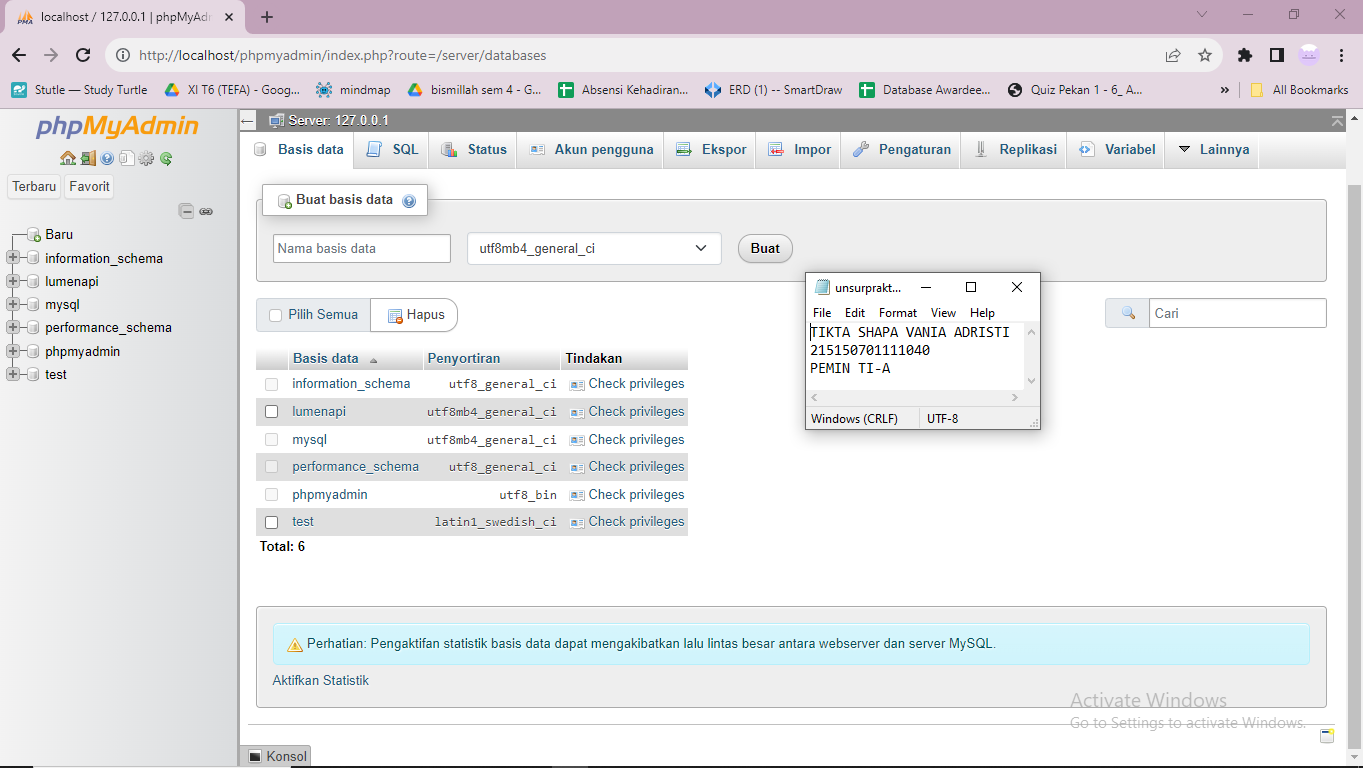 localhost / 127.0.0.1 | phpMyAdr
http://localhost/phpmyadmin/index.php?route=/server/databases
Stutle — Study Turtle
XI T6 (TEFA) - Goog...
mindmap
bismillah sem 4 - G...
Absensi Kehadiran...
ERD (1) -- SmartDraw
Database Awardee...
Quiz Pekan 1 - 6_ A...
»
All Bookmarks
phpMyAdmin
Terbaru
Favorit
Baru
information_schema
lumenapi
mysql
performance_schema
phpmyadmin
test
Server: 127.0.0.1
Basis data
SQL
Status
Akun pengguna
Ekspor
Impor
Pengaturan
Replikasi
Variabel
Lainnya
Buat basis data
Nama basis data
utf8mb4_general_ci
Buat
Pilih Semua
Hapus
Cari
Basis data Penyortiran Tindakan
information_schema utf8_general_ci Check privileges
lumenapi utf8mb4_general_ci Check privileges
mysql utf8mb4_general_ci Check privileges
performance_schema utf8_general_ci Check privileges
phpmyadmin utf8_bin Check privileges
test latin1_swedish_ci Check privileges
Total: 6
unsurprakt...
File Edit Format View Help
TIKTA SHAPA VANIA ADRISTI
215150701111040
PEMIN TI-A
Windows (CRLF) UTF-8
Perhatian: Pengaktifan statistik basis data dapat mengakibatkan lalu lintas besar antara webserver dan server MySQL.
Aktifkan Statistik
Activate Windows
Go to Settings to activate Windows.
Konsol